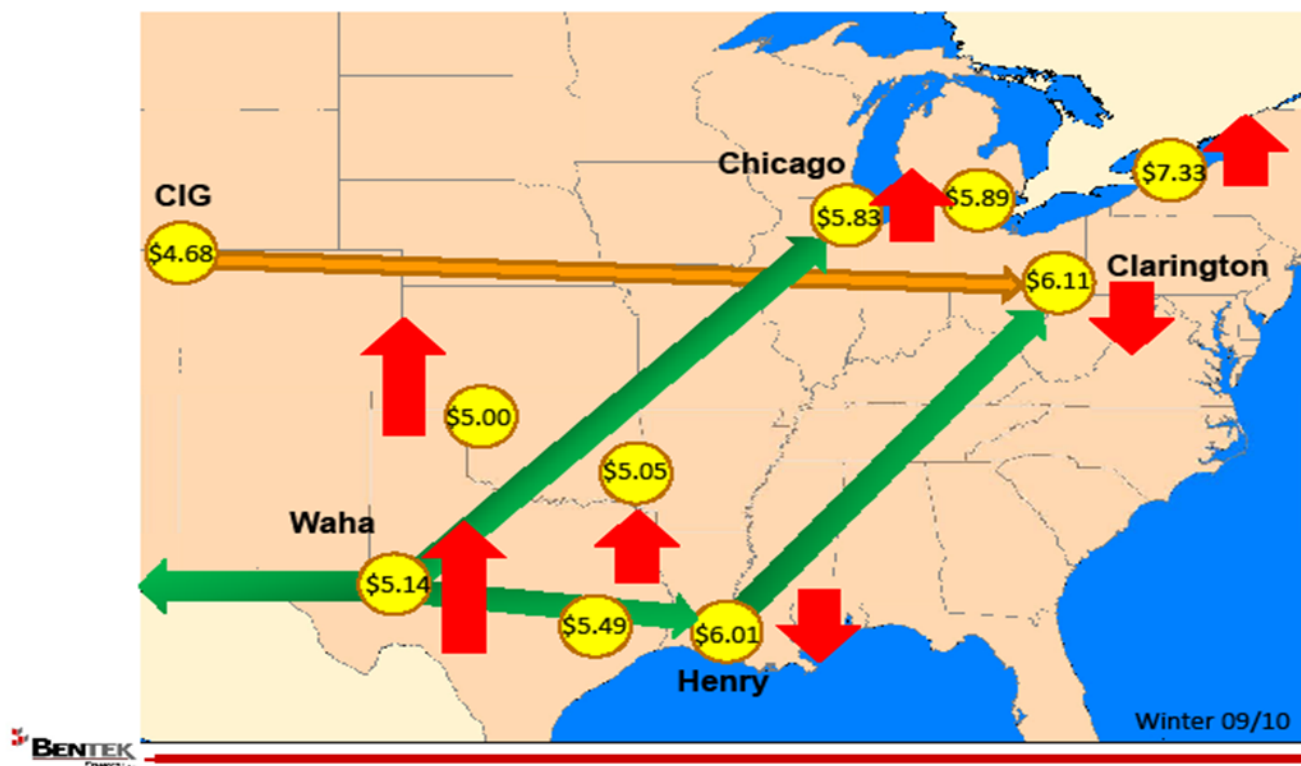 Chicago
$7.33
CIG
$5.83
$5.89
$4.68
Clarington
$6.11
$5.00
$5.05
Waha
$5.14
$5.49
$6.01
Henry
Winter 09/10
BENTEK